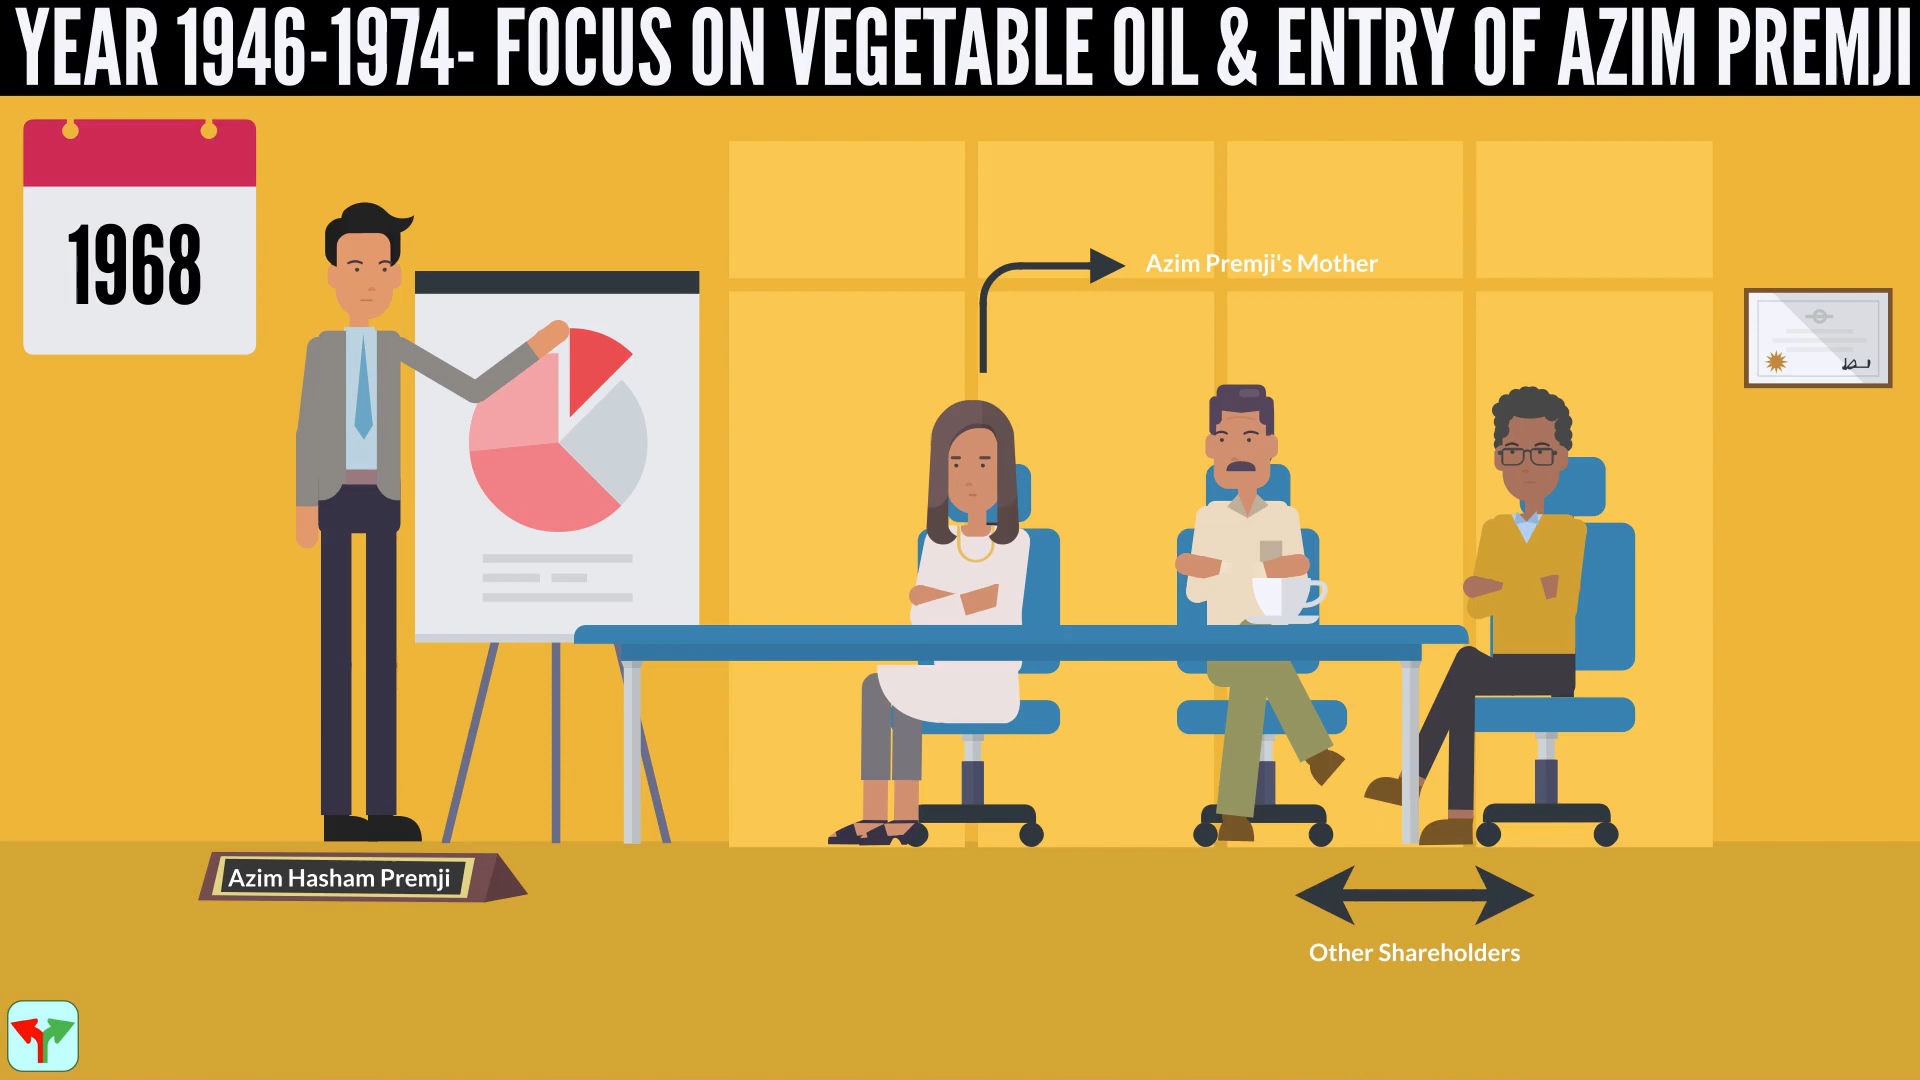 YEAR 1946-1974- FOCUS ON VEGETABLE OIL & ENTRY OF AZIM PREMJI
1968
Azim Premji's Mother
Azim Hasham Premji
Other Shareholders